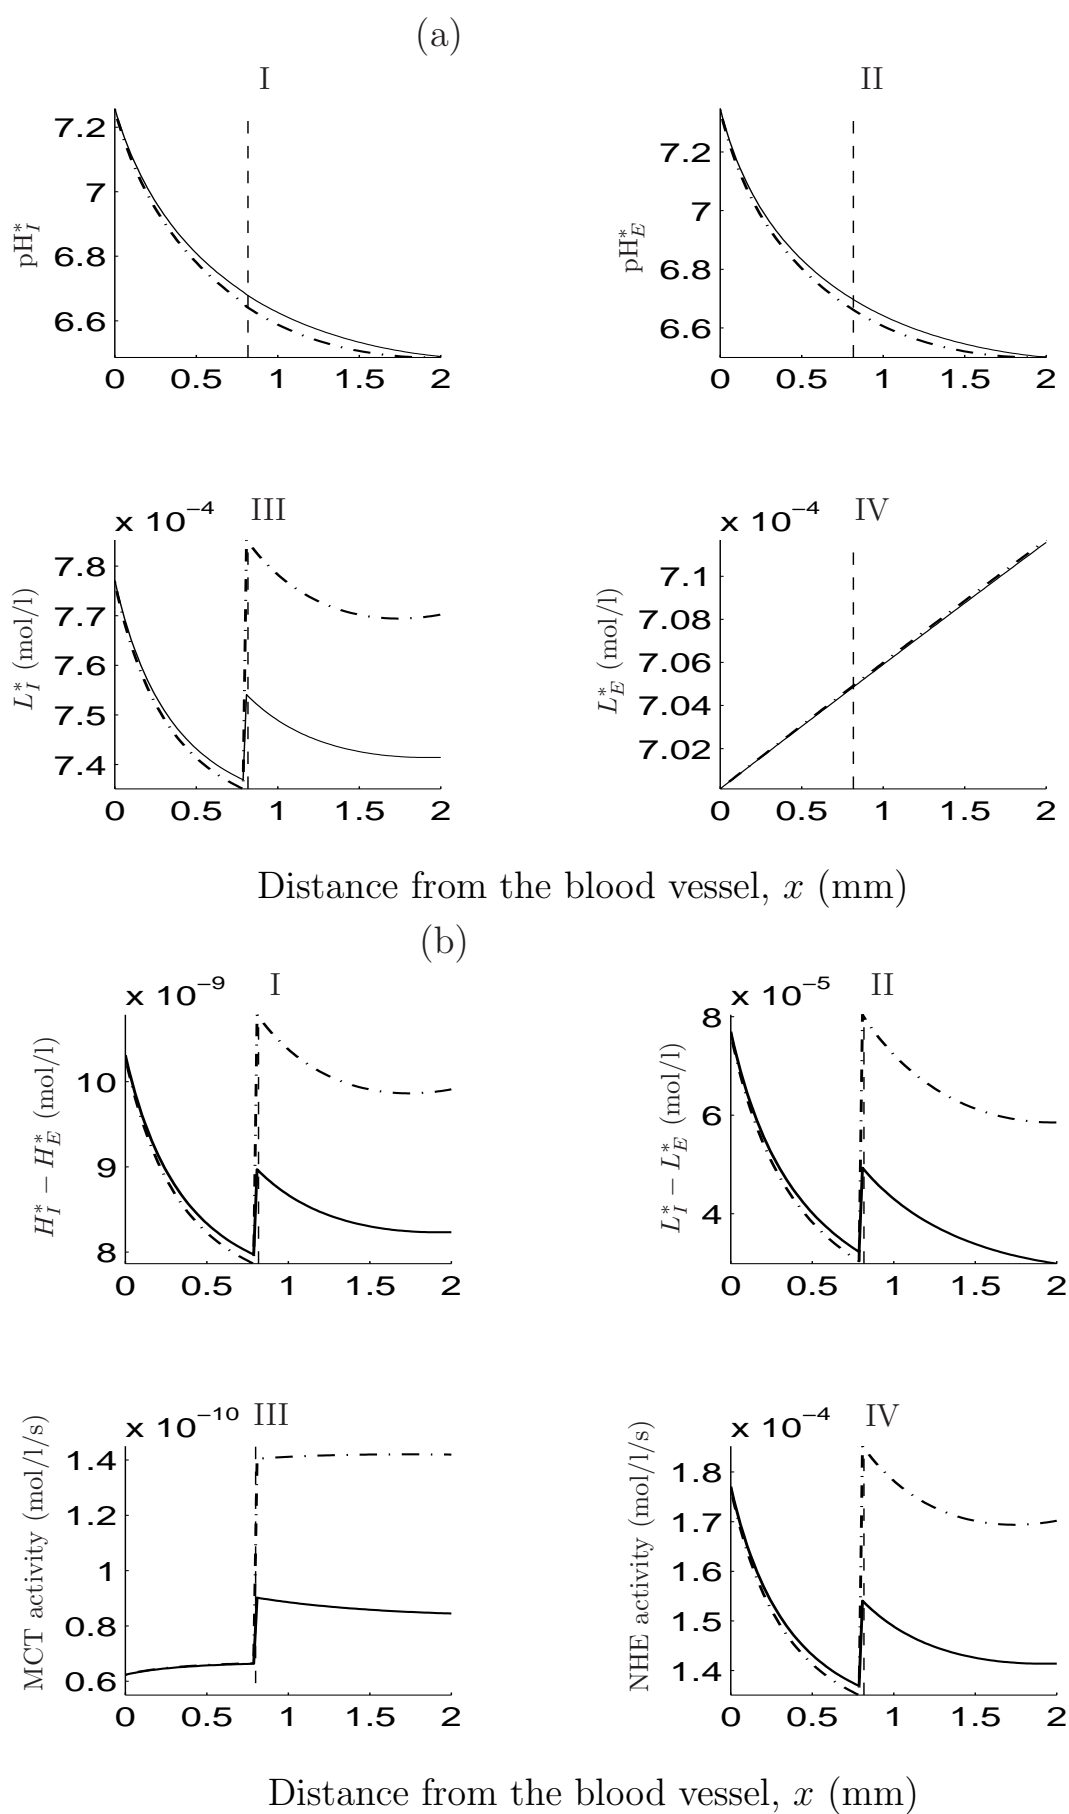 (a)
I
II
7.2
7
6.8
6.6
pH*I
0 0.5 1 1.5 2
7.2
7
6.8
6.6
pH*E
0 0.5 1 1.5 2
x 10−4
III
7.8
7.7
7.6
7.5
7.4
L*I (mol/l)
0 0.5 1 1.5 2
x 10−4
IV
7.1
7.08
7.06
7.04
7.02
L*E (mol/l)
0 0.5 1 1.5 2
Distance from the blood vessel, x (mm)
(b)
x 10−9
I
10
9
8
H*I − H*E (mol/l)
0 0.5 1 1.5 2
x 10−5
II
8
6
4
L*I − L*E (mol/l)
0 0.5 1 1.5 2
x 10−10
III
1.4
1.2
1
0.8
0.6
MCT activity (mol/l/s)
0 0.5 1 1.5 2
x 10−4
IV
1.8
1.7
1.6
1.5
1.4
NHE activity (mol/l/s)
0 0.5 1 1.5 2
Distance from the blood vessel, x (mm)